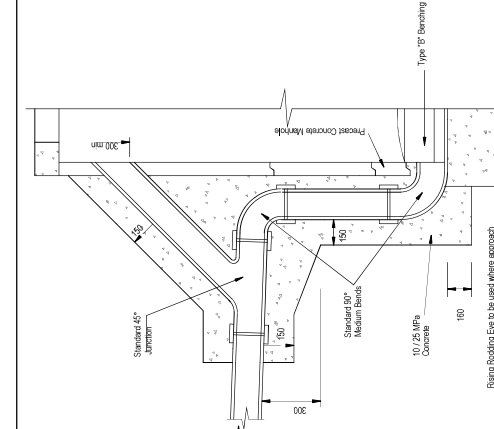 300 min
Precast Concrete Manhole
Type "B" Benching
150
Standard 45°
Junction
150
150
Standard 90°
Medium Bends
10 / 25 MPa
Concrete
160
300
Rising Rodding Eye to be used where approach